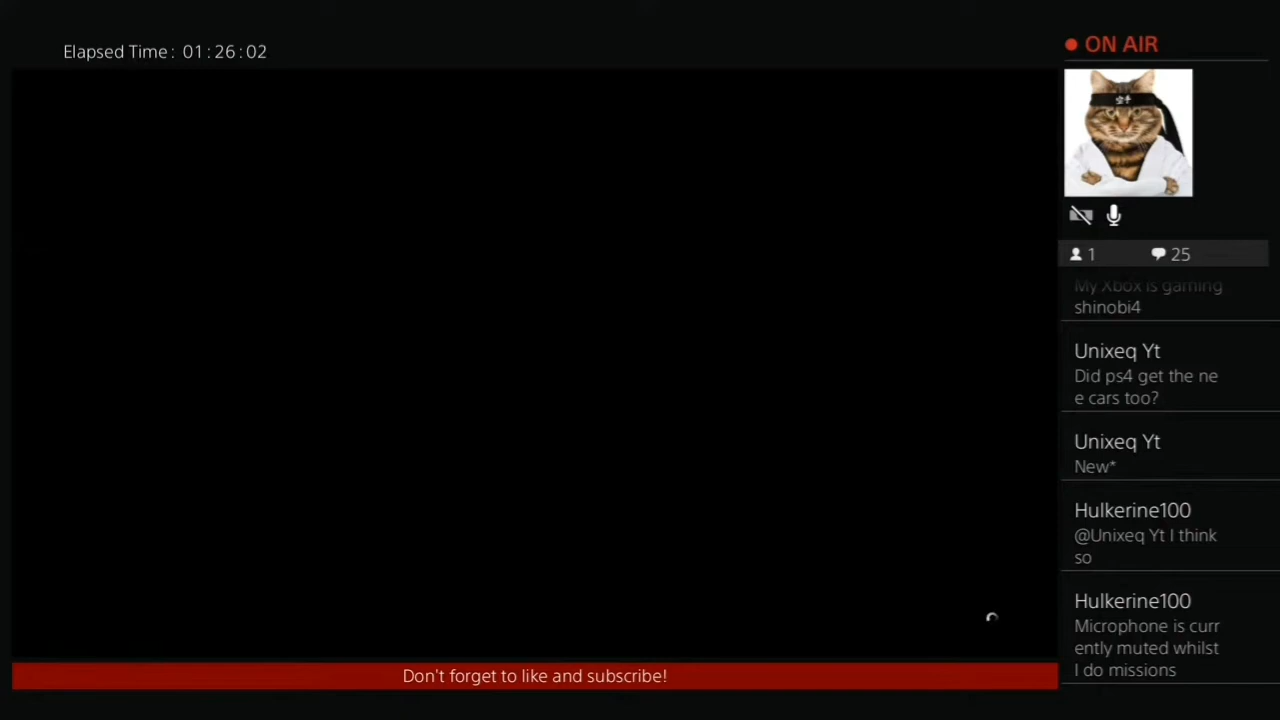 Elapsed Time: 01:26:02
ON AIR
空手
1
25
My Xbox is gaming
shinobi4
Unixeq Yt
Did ps4 get the ne
e cars too?
Unixeq Yt
New*
Hulkerine100
@Unixeq Yt I think
so
Hulkerine100
Microphone is curr
ently muted whilst
I do missions
Don't forget to like and subscribe!